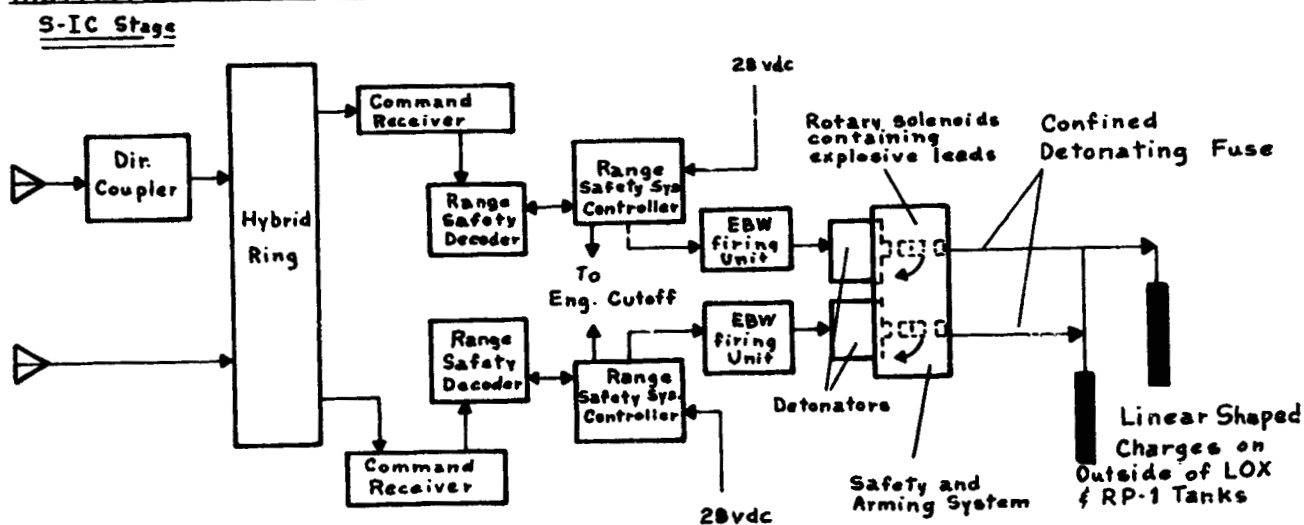 S-IC Stage
28 vdc
Command
Receiver
Rotary solenoids
containing
explosive leads
Confined
Detonating Fuse
Dir.
Coupler
Range
Safety Sys
Controller
Range
Safety
Decoder
Hybrid
Ring
EBW
firing
Unit
To
Eng. Cutoff
EBW
firing
Unit
Range
Safety
Decoder
Range
Safety Sys.
Controller
Detonators
Linear Shaped
Charges on
Outside of LOX
& RP-1 Tanks
Command
Receiver
Safety and
Arming System
28vdc